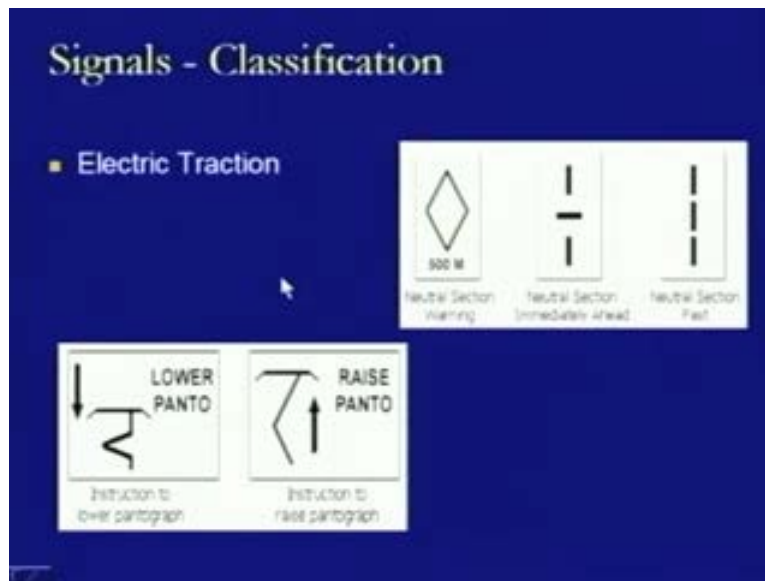 Signals - Classification
Electric Traction
500 M
Neutral Section
Warning
Neutral Section
Immediately Ahead
Neutral Section
Past
LOWER
PANTO
RAISE
PANTO
Instruction to
lower pantograph
Instruction to
raise pantograph